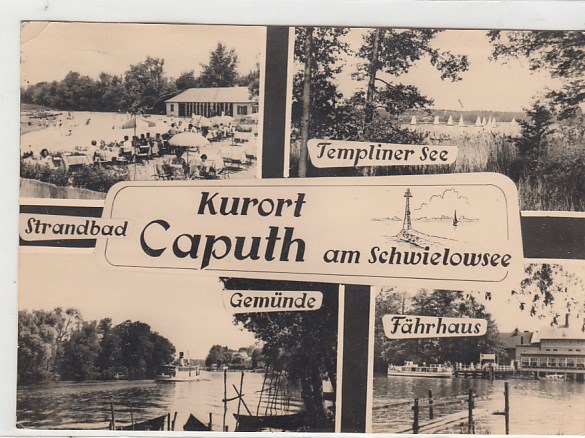 Templiner See
Kurort
Strandbad
Caputh am Schwielowsee
Gemünde
Fährhaus